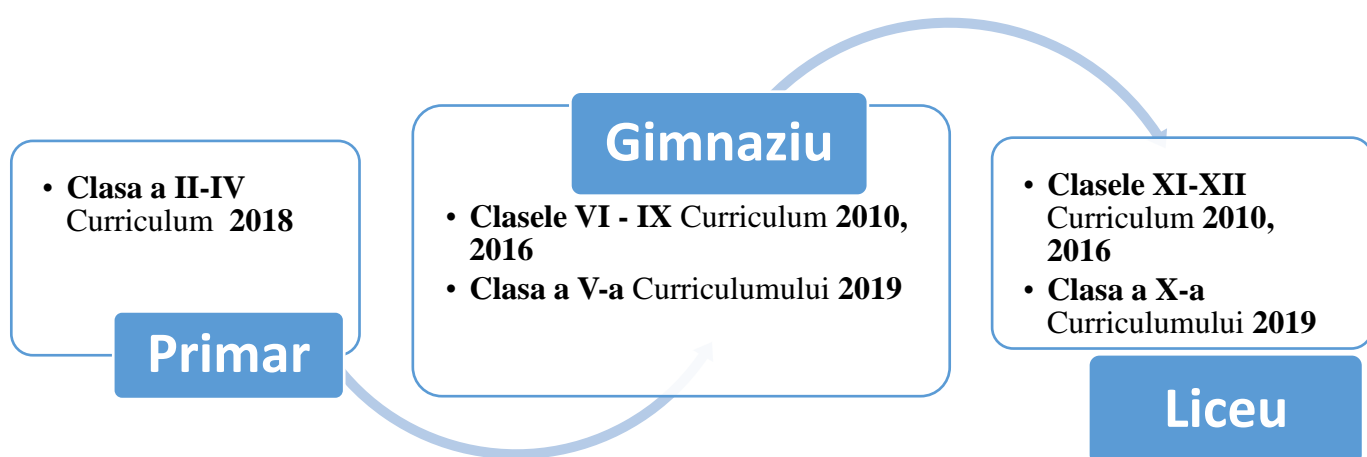 • Clasa a II-IV
Curriculum 2018
Primar
Gimnaziu
• Clasele VI - IX Curriculum 2010,
2016
• Clasa a V-a Curriculumului 2019
• Clasele XI-XII
Curriculum 2010,
2016
• Clasa a X-a
Curriculumului 2019
Liceu